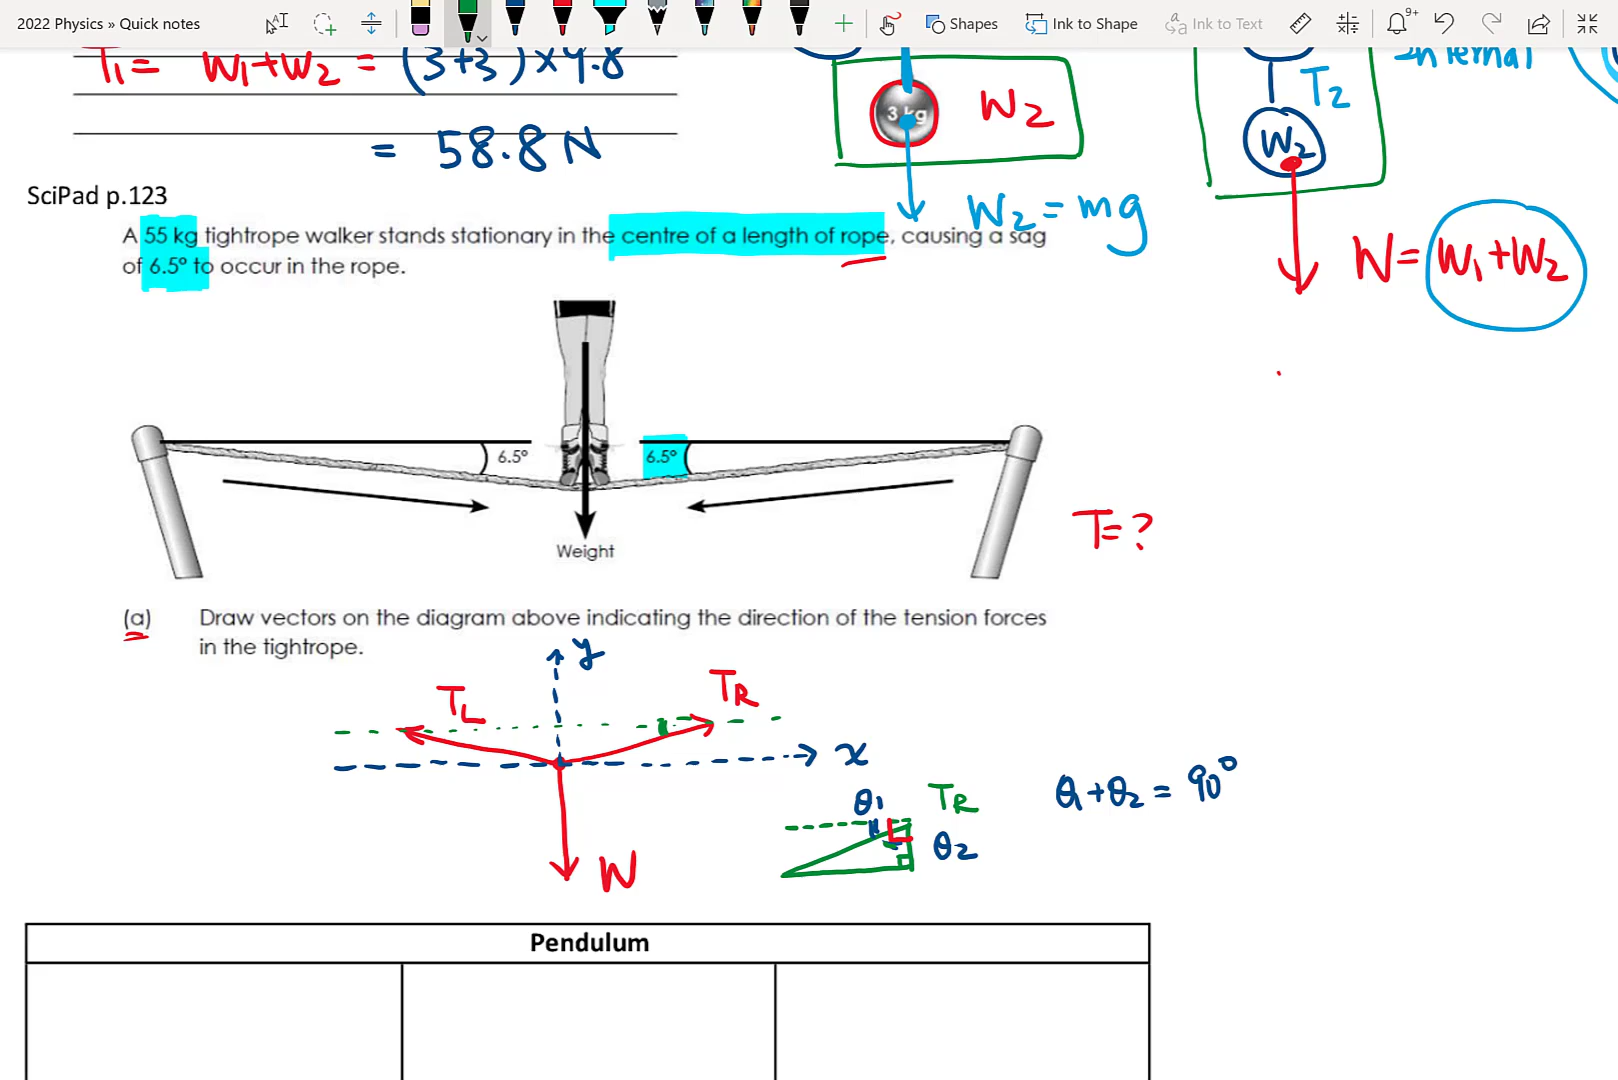 2022 Physics » Quick notes
Shapes
Ink to Shape
Ink to Text
9+
T₁ = W₁+W₂ = (3+3)×9.8
= 58.8 N
3 kg
W₂
W₂ = mg
Internal
T₂
W₂
W = W₁+W₂
SciPad p.123
A 55 kg tightrope walker stands stationary in the centre of a length of rope, causing a sag
of 6.5° to occur in the rope.
6.5°
6.5°
Weight
T = ?
(a) Draw vectors on the diagram above indicating the direction of the tension forces
in the tightrope.
y
T_L
T_R
x
W
θ1
T_R
θ2
θ1+θ2 = 90°
Pendulum